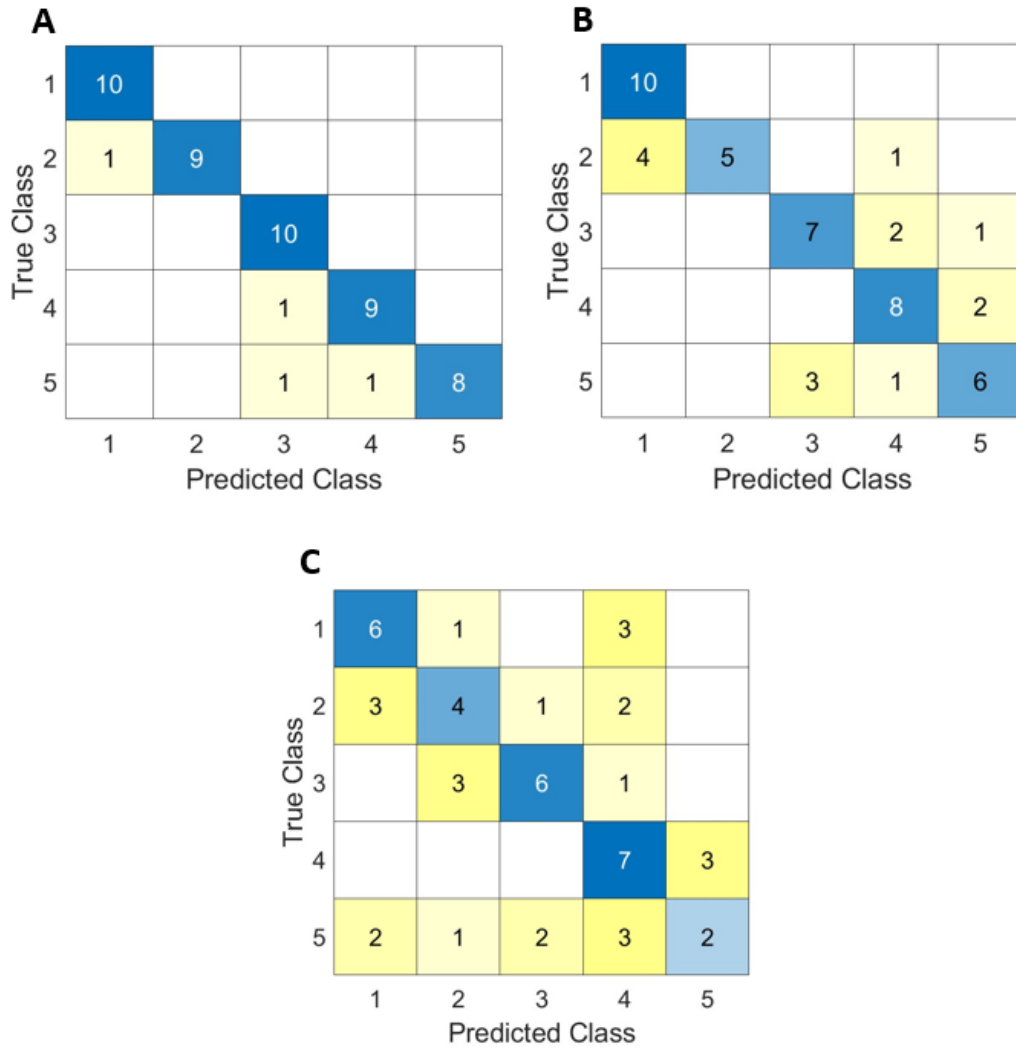 A
1 10
2 1 9
3 10
4 1 9
5 1 1 8
1 2 3 4 5
Predicted Class
True Class
B
1 10
2 4 5 1
3 7 2 1
4 8 2
5 3 1 6
1 2 3 4 5
Predicted Class
True Class
C
1 6 1 3
2 3 4 1 2
3 3 6 1
4 7 3
5 2 1 2 3 2
1 2 3 4 5
Predicted Class
True Class